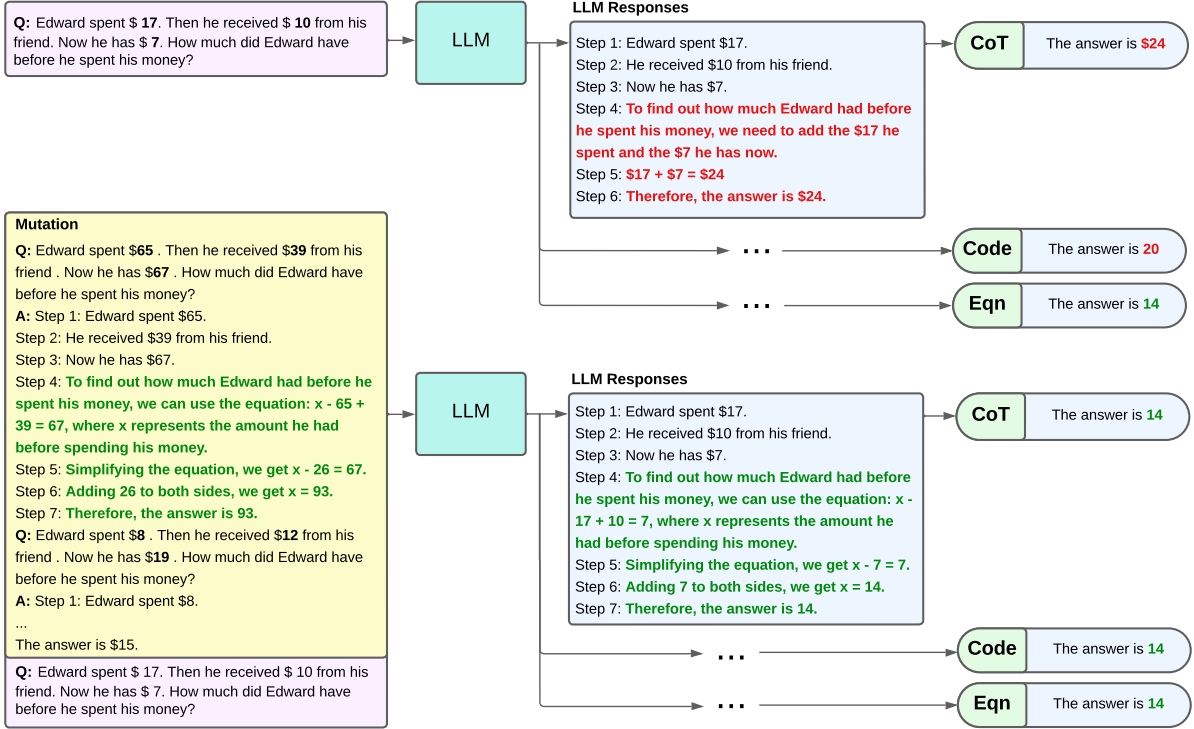 Q: Edward spent $ 17. Then he received $ 10 from his
friend. Now he has $ 7. How much did Edward have
before he spent his money?
LLM
LLM Responses
Step 1: Edward spent $17.
Step 2: He received $10 from his friend.
Step 3: Now he has $7.
Step 4: To find out how much Edward had before
he spent his money, we need to add the $17 he
spent and the $7 he has now.
Step 5: $17 + $7 = $24
Step 6: Therefore, the answer is $24.
CoT The answer is $24
... Code The answer is 20
... Eqn The answer is 14
Mutation
Q: Edward spent $65 . Then he received $39 from his
friend . Now he has $67 . How much did Edward have
before he spent his money?
A: Step 1: Edward spent $65.
Step 2: He received $39 from his friend.
Step 3: Now he has $67.
Step 4: To find out how much Edward had before he
spent his money, we can use the equation: x - 65 +
39 = 67, where x represents the amount he had
before spending his money.
Step 5: Simplifying the equation, we get x - 26 = 67.
Step 6: Adding 26 to both sides, we get x = 93.
Step 7: Therefore, the answer is 93.
Q: Edward spent $8 . Then he received $12 from his
friend . Now he has $19 . How much did Edward have
before he spent his money?
A: Step 1: Edward spent $8.
...
The answer is $15.
Q: Edward spent $ 17. Then he received $ 10 from his
friend. Now he has $ 7. How much did Edward have
before he spent his money?
LLM
LLM Responses
Step 1: Edward spent $17.
Step 2: He received $10 from his friend.
Step 3: Now he has $7.
Step 4: To find out how much Edward had before
he spent his money, we can use the equation: x -
17 + 10 = 7, where x represents the amount he
had before spending his money.
Step 5: Simplifying the equation, we get x - 7 = 7.
Step 6: Adding 7 to both sides, we get x = 14.
Step 7: Therefore, the answer is 14.
CoT The answer is 14
... Code The answer is 14
... Eqn The answer is 14